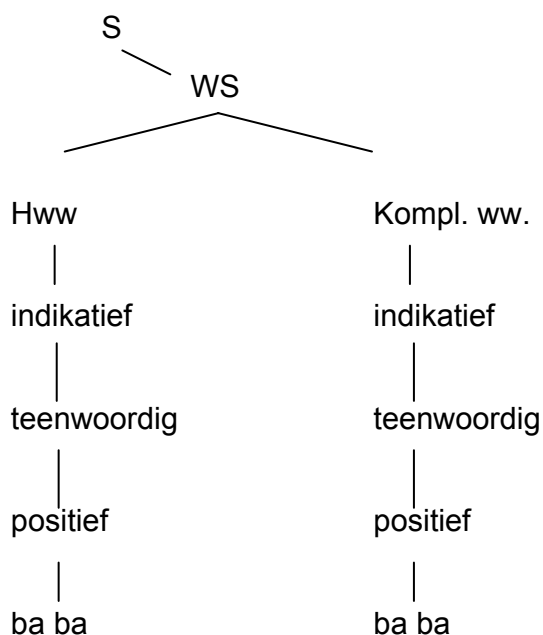 S
WS
Hww Kompl. ww.
indikatief indikatief
teenwoordig teenwoordig
positief positief
ba ba ba ba